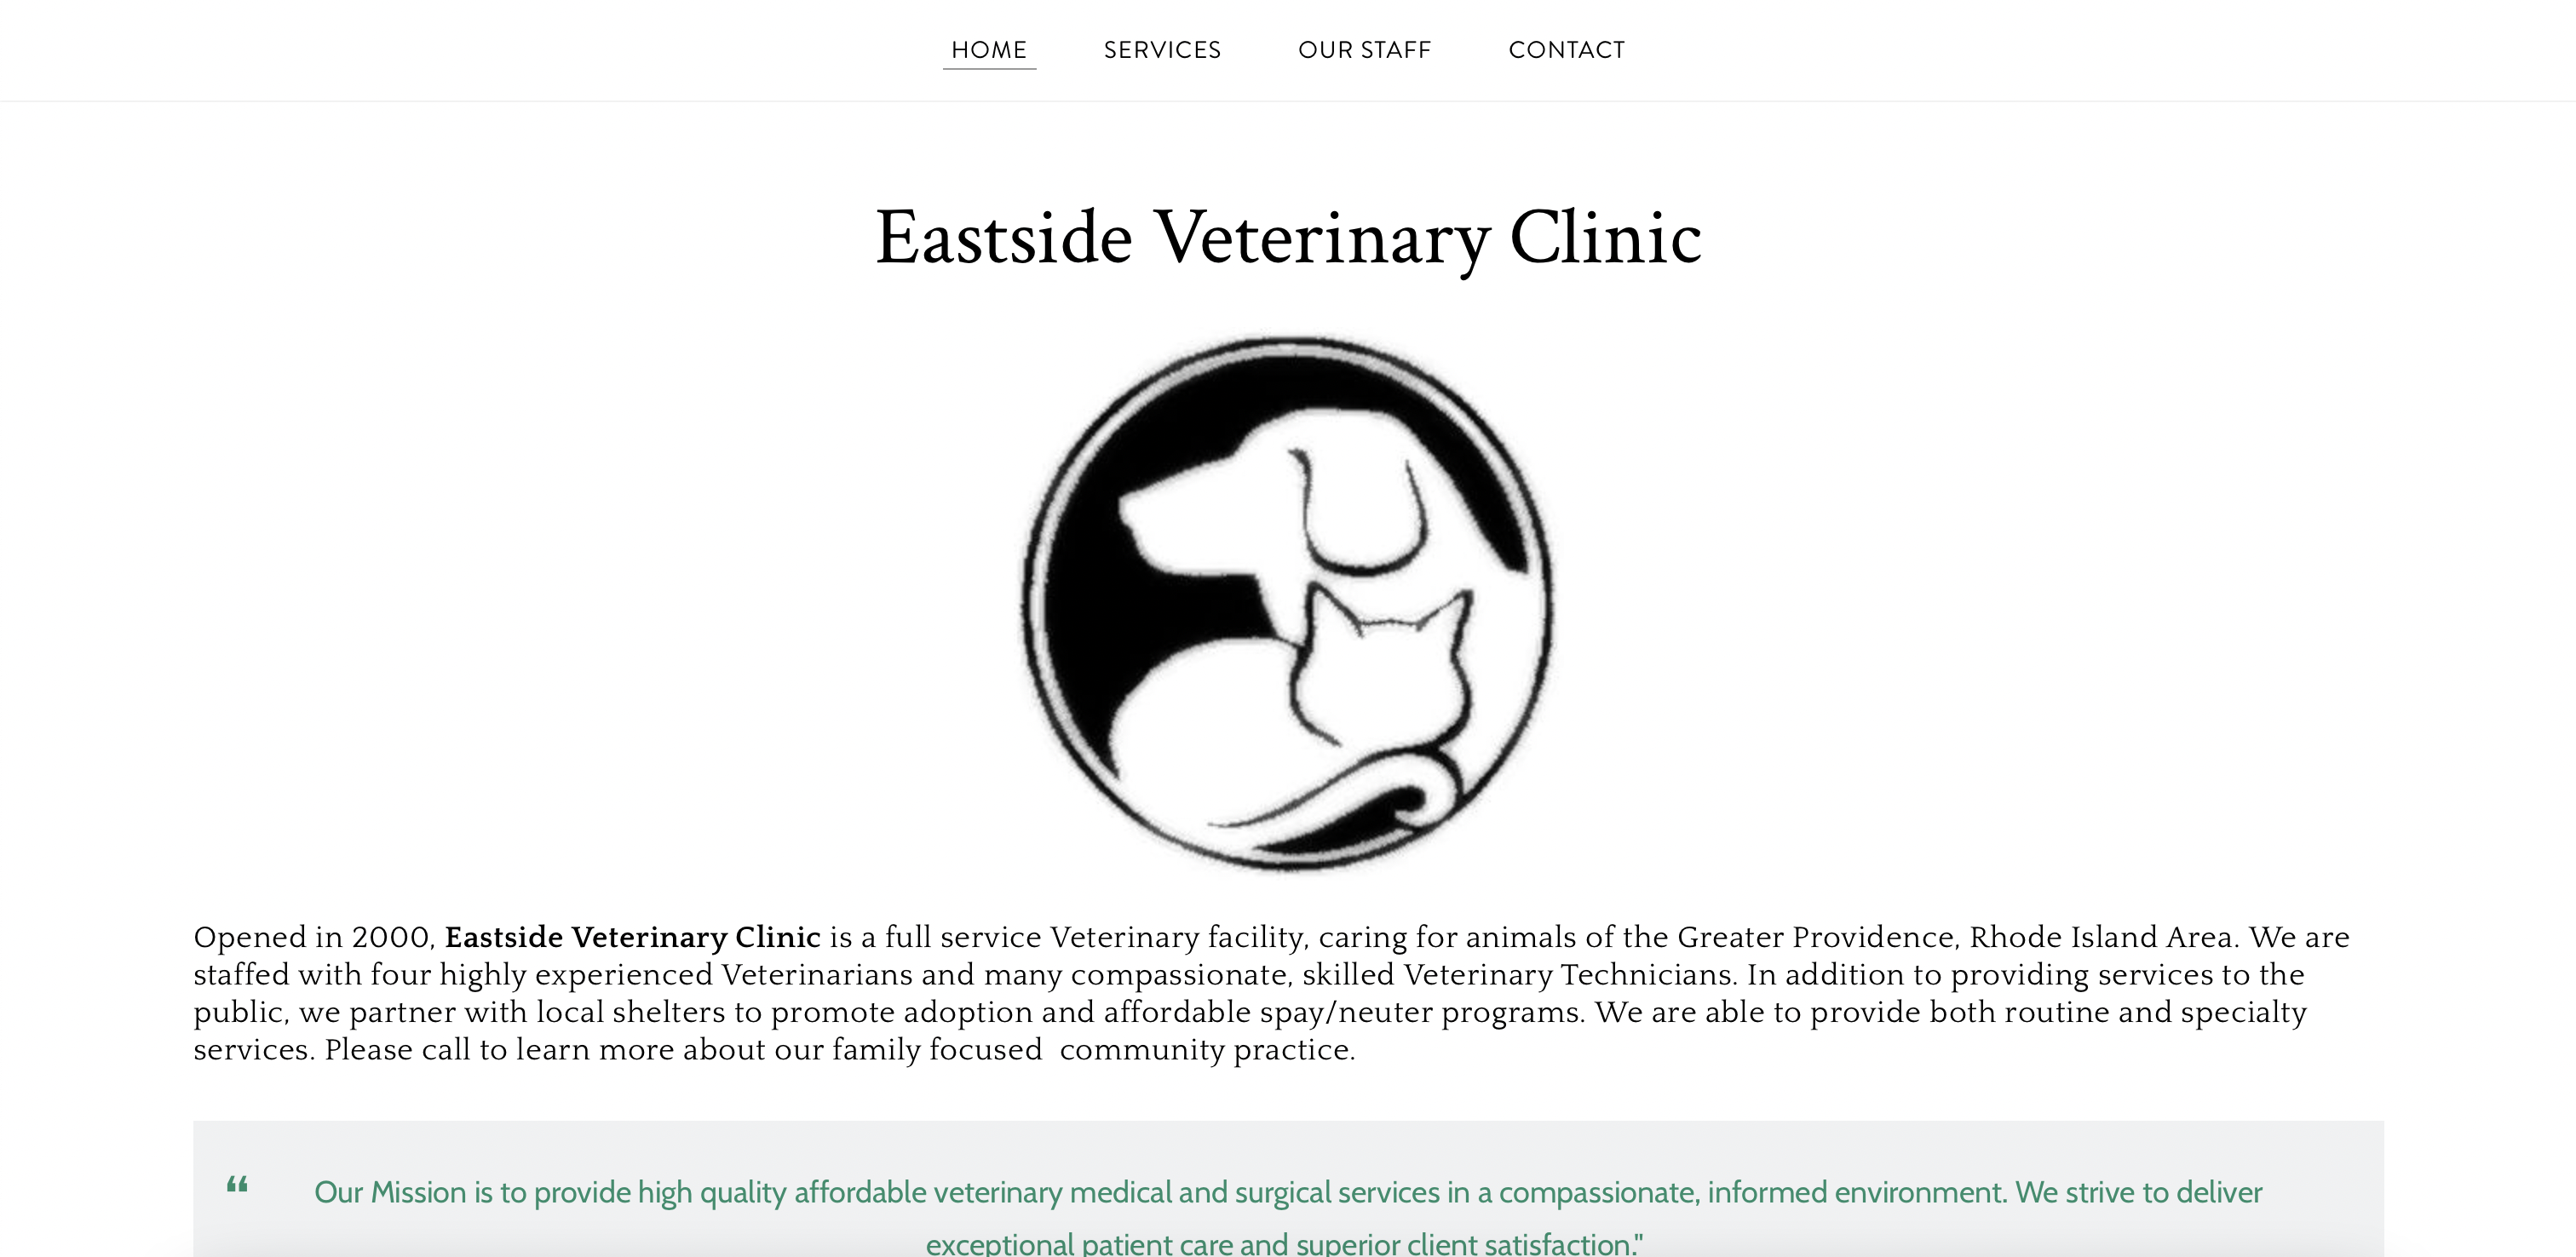 HOME SERVICES OUR STAFF CONTACT
Eastside Veterinary Clinic
Opened in 2000, Eastside Veterinary Clinic is a full service Veterinary facility, caring for animals of the Greater Providence, Rhode Island Area. We are
staffed with four highly experienced Veterinarians and many compassionate, skilled Veterinary Technicians. In addition to providing services to the
public, we partner with local shelters to promote adoption and affordable spay/neuter programs. We are able to provide both routine and specialty
services. Please call to learn more about our family focused  community practice.
“ Our Mission is to provide high quality affordable veterinary medical and surgical services in a compassionate, informed environment. We strive to deliver
exceptional patient care and superior client satisfaction."